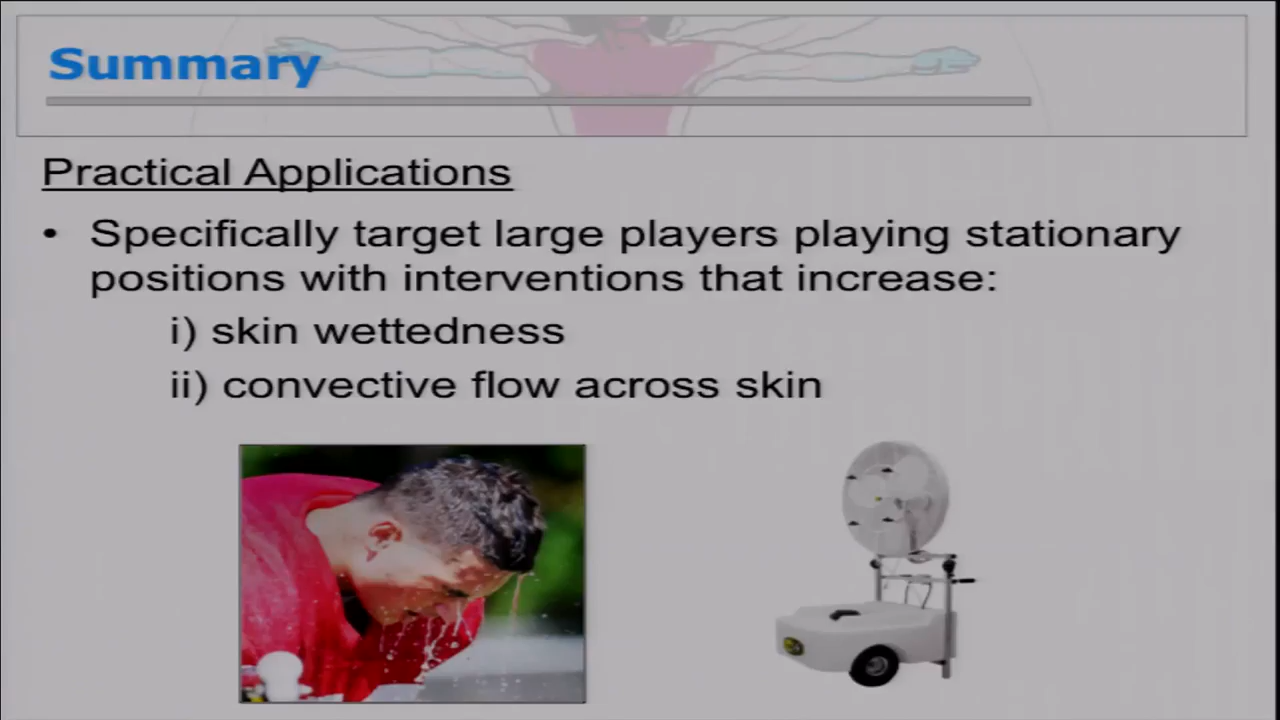 Summary
Practical Applications
• Specifically target large players playing stationary
positions with interventions that increase:
i) skin wettedness
ii) convective flow across skin